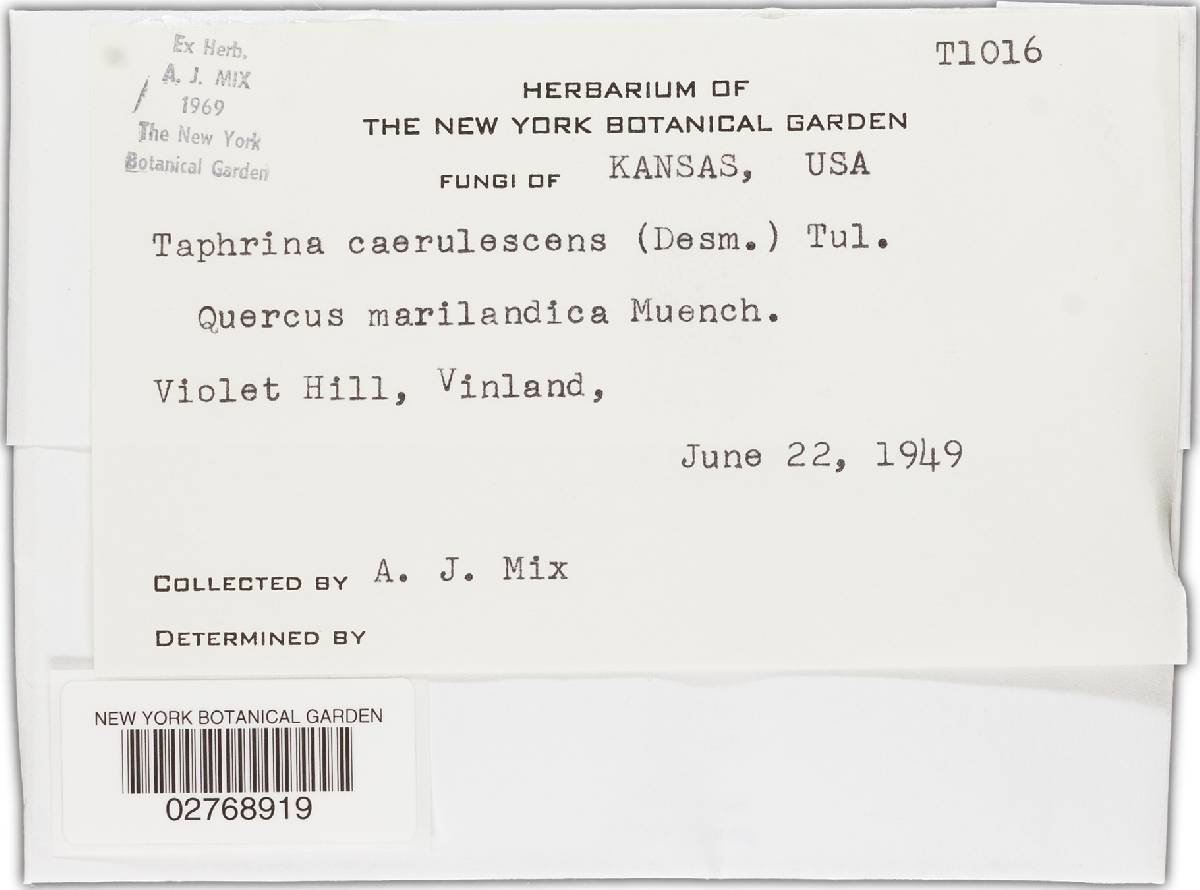 Ex Herb.
A. J. MIX
1969
The New York
Botanical Garden
T1016
HERBARIUM OF
THE NEW YORK BOTANICAL GARDEN
FUNGI OF KANSAS, USA
Taphrina caerulescens (Desm.) Tul.
Quercus marilandica Muench.
Violet Hill, Vinland,
June 22, 1949
COLLECTED BY A. J. Mix
DETERMINED BY
NEW YORK BOTANICAL GARDEN
02768919